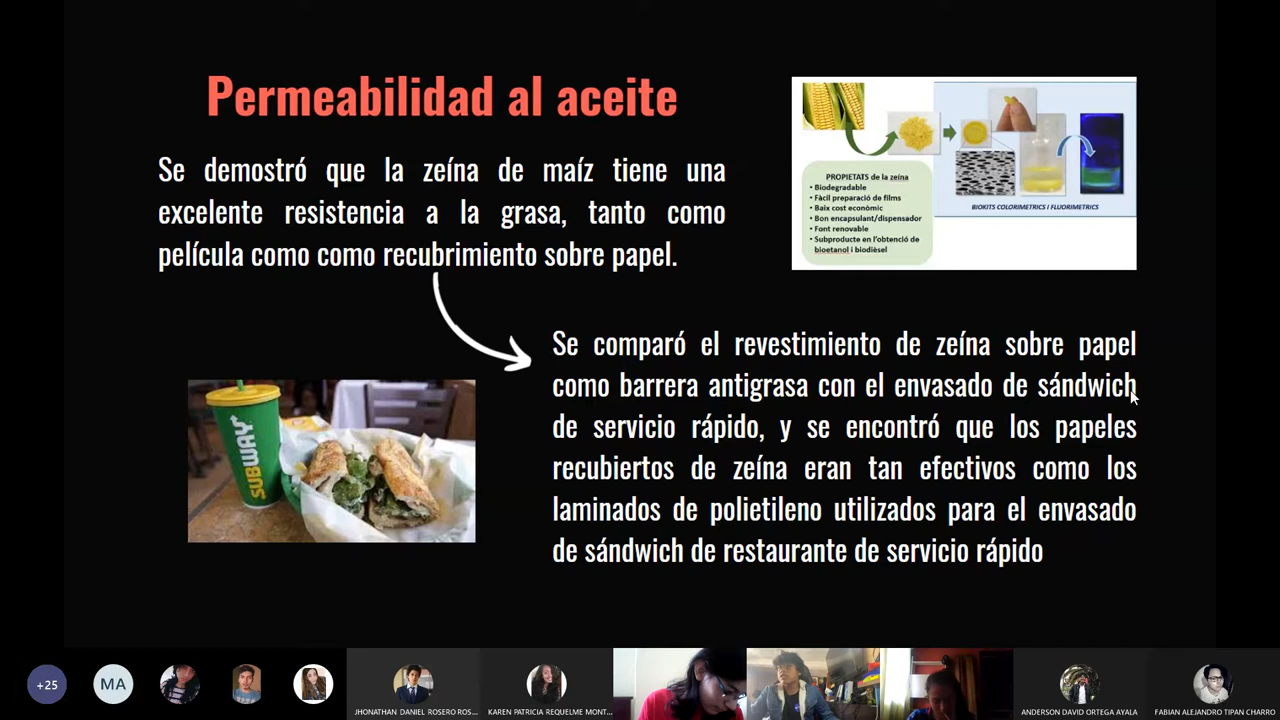 Permeabilidad al aceite
Se demostró que la zeína de maíz tiene una
excelente resistencia a la grasa, tanto como
película como como recubrimiento sobre papel.
PROPIETATS de la zeína
• Biodegradable
• Fàcil preparació de films
• Baix cost econòmic
• Bon encapsulant/dispensador
• Font renovable
• Subproducte en l'obtenció de
bioetanol i biodièsel
BIOKITS COLORIMETRICS I FLUORIMETRICS
Se comparó el revestimiento de zeína sobre papel
como barrera antigrasa con el envasado de sándwich
de servicio rápido, y se encontró que los papeles
recubiertos de zeína eran tan efectivos como los
laminados de polietileno utilizados para el envasado
de sándwich de restaurante de servicio rápido
SUBWAY
+25
MA
JHONATHAN DANIEL ROSERO ROS...
KAREN PATRICIA REQUELME MONT...
ANDERSON DAVID ORTEGA AYALA
FABIAN ALEJANDRO TIPAN CHARRO